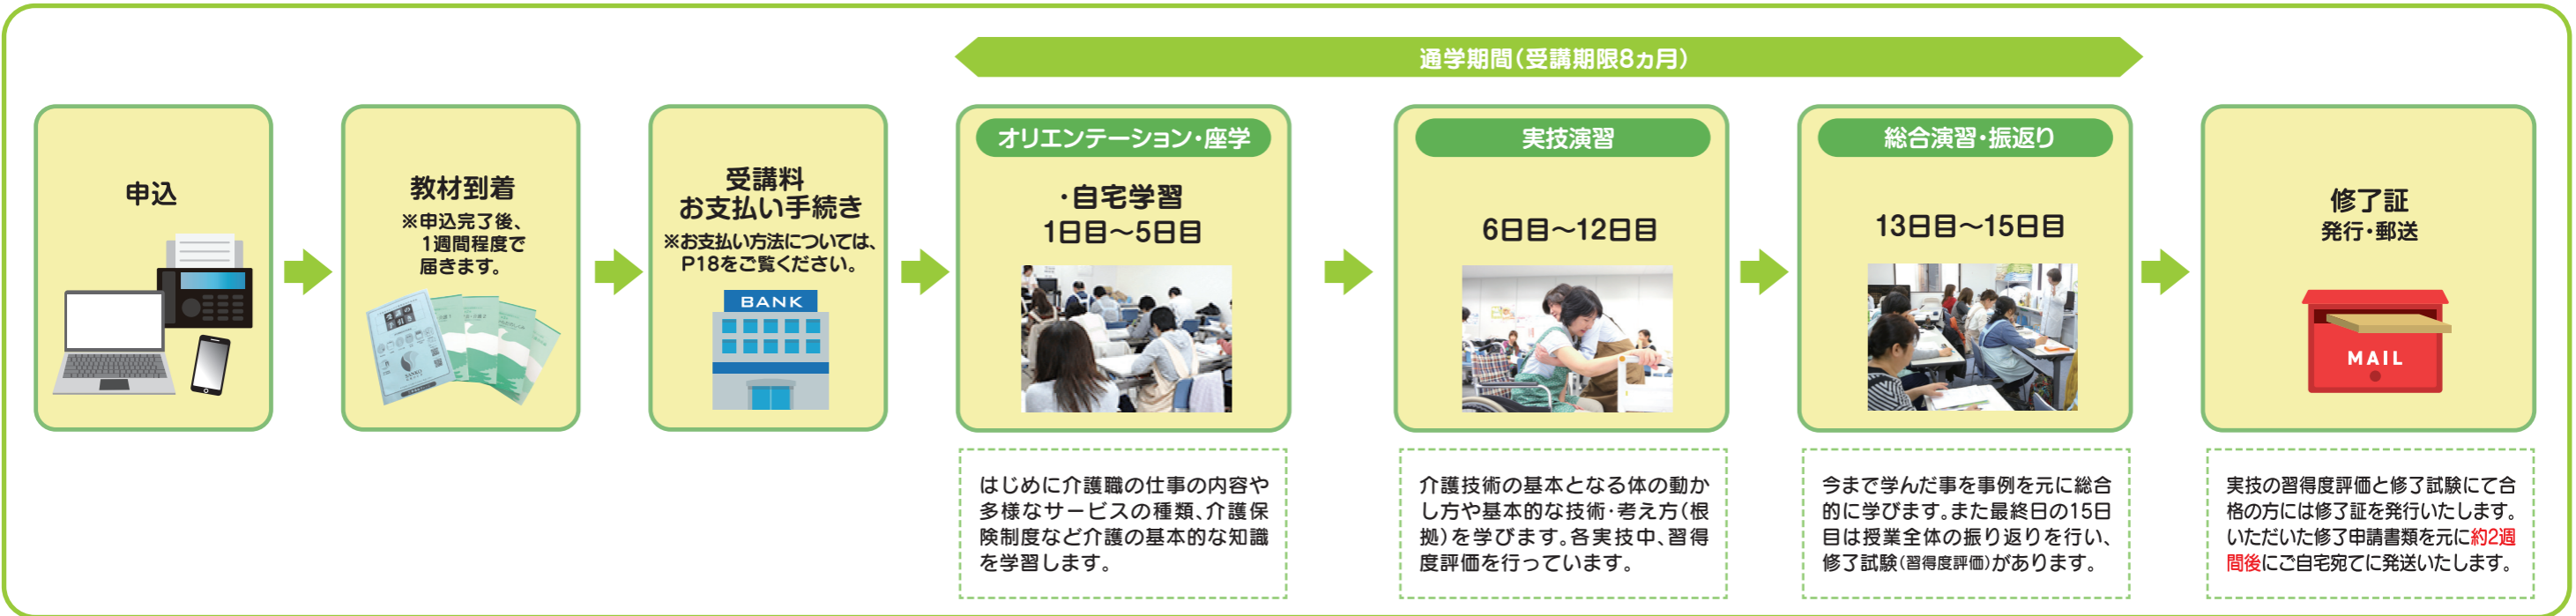 通学期間(受講期限8ヵ月)
申込
教材到着
※申込完了後、
1週間程度で
届きます。
受講料
お支払い手続き
※お支払い方法については、
P18をご覧ください。
BANK
オリエンテーション・座学
・自宅学習
1日目〜5日目
はじめに介護職の仕事の内容や
多様なサービスの種類、介護保
険制度など介護の基本的な知識
を学習します。
実技演習
6日目〜12日目
介護技術の基本となる体の動か
し方や基本的な技術・考え方(根
拠)を学びます。各実技中、習得
度評価を行っています。
総合演習・振返り
13日目〜15日目
今まで学んだ事を事例を元に総合
的に学びます。また最終日の15日
目は授業全体の振り返りを行い、
修了試験(習得度評価)があります。
修了証
発行・郵送
MAIL
実技の習得度評価と修了試験にて合
格の方には修了証を発行いたします。
いただいた修了申請書類を元に約2週
間後にご自宅宛てに発送いたします。